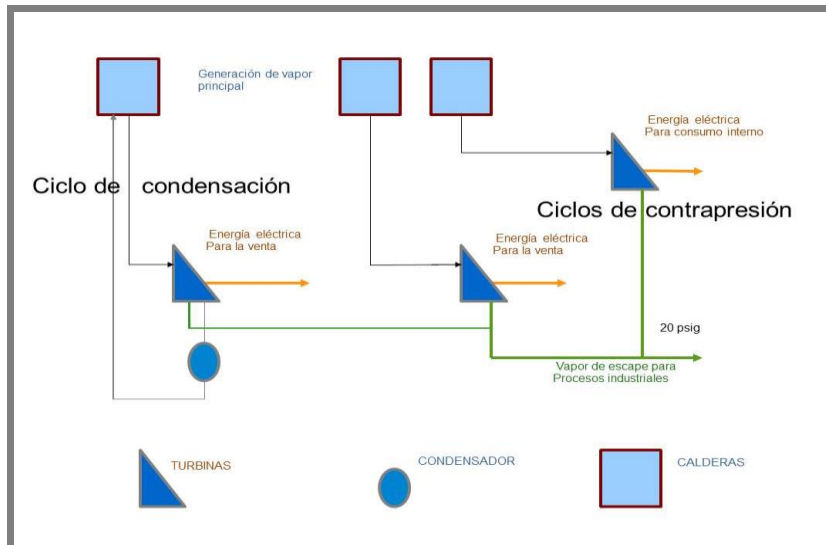 Generación de vapor
principal
Energía eléctrica
Para consumo interno
Ciclo de condensación
Ciclos de contrapresión
Energía eléctrica
Para la venta
Energía eléctrica
Para la venta
20 psig
Vapor de escape para
Procesos industriales
TURBINAS
CONDENSADOR
CALDERAS